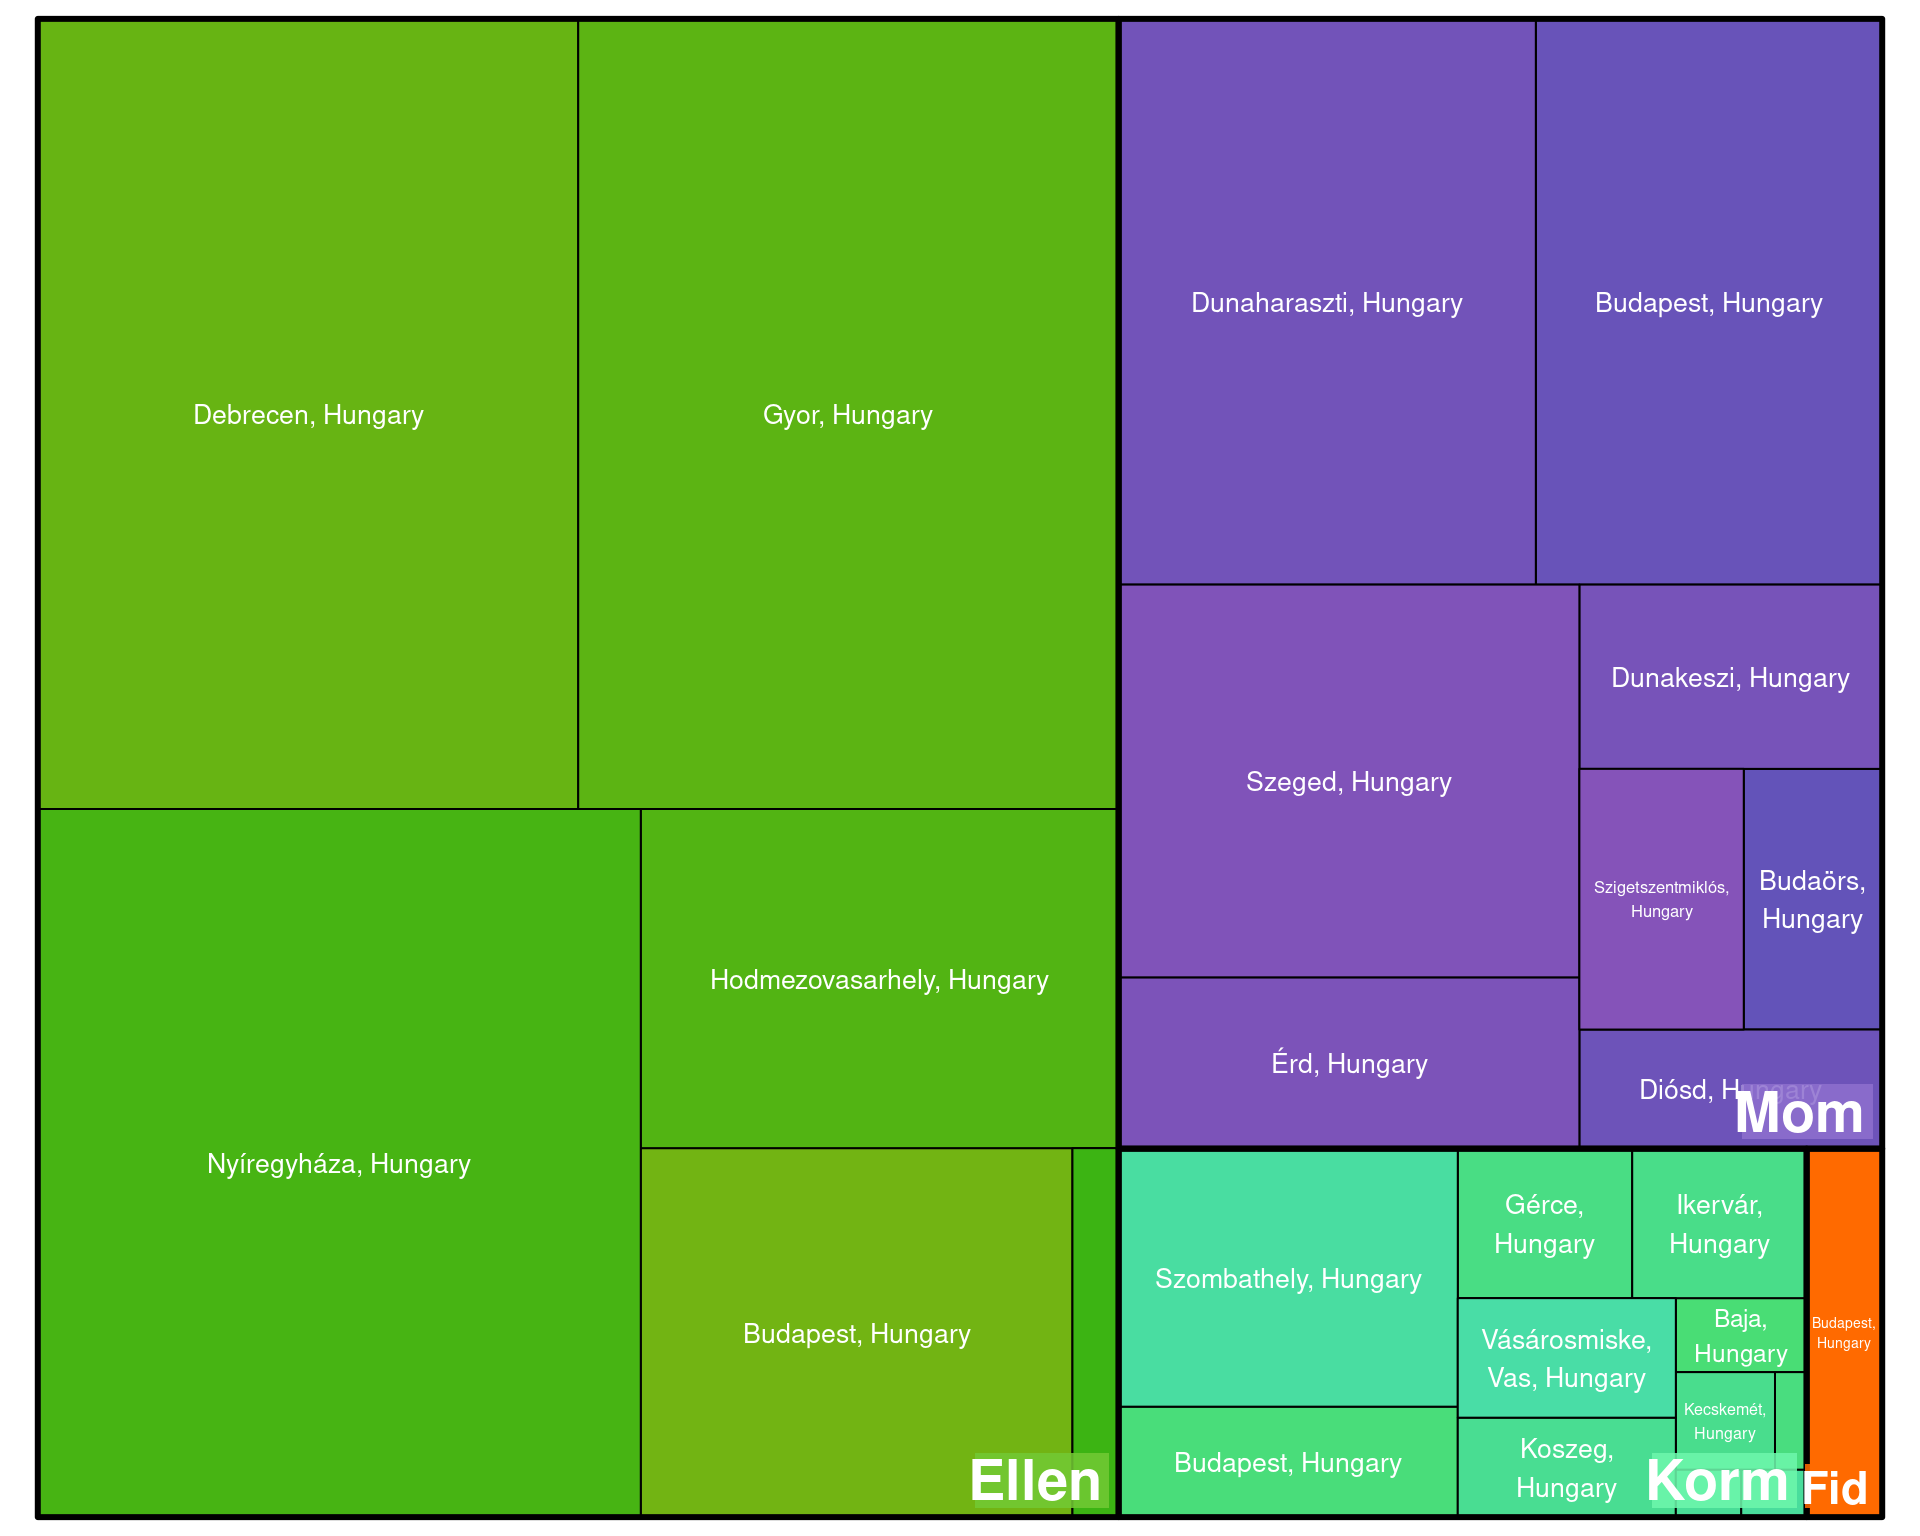 Debrecen, Hungary
Gyor, Hungary
Nyíregyháza, Hungary
Hodmezovasarhely, Hungary
Budapest, Hungary
Ellen
Dunaharaszti, Hungary
Budapest, Hungary
Szeged, Hungary
Dunakeszi, Hungary
Szigetszentmiklós,
Hungary
Budaörs,
Hungary
Érd, Hungary
Diósd, Hungary
Mom
Szombathely, Hungary
Budapest, Hungary
Gérce,
Hungary
Ikervár,
Hungary
Vásárosmiske,
Vas, Hungary
Baja,
Hungary
Kecskemét,
Hungary
Koszeg,
Hungary
Korm
Budapest,
Hungary
Fid